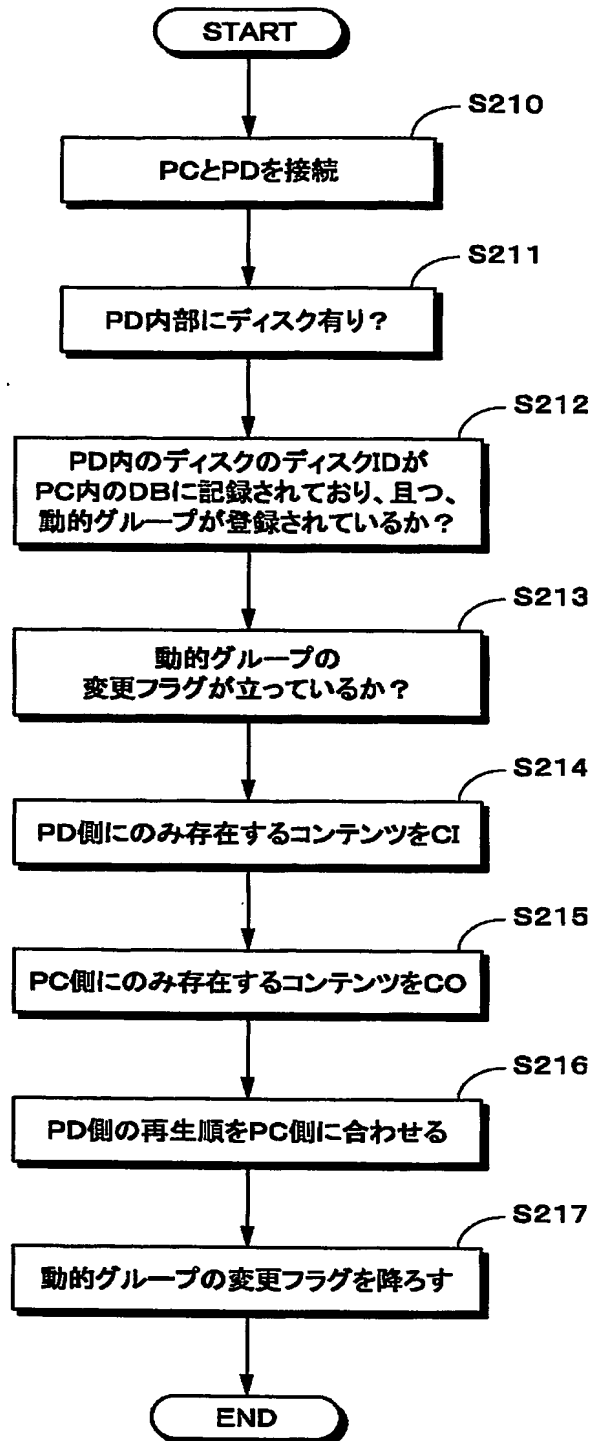 START
S210
PCとPDを接続
S211
PD内部にディスク有り？
S212
PD内のディスクのディスクIDが
PC内のDBに記録されており、且つ、
動的グループが登録されているか？
S213
動的グループの
変更フラグが立っているか？
S214
PD側にのみ存在するコンテンツをCI
S215
PC側にのみ存在するコンテンツをCO
S216
PD側の再生順をPC側に合わせる
S217
動的グループの変更フラグを降ろす
END